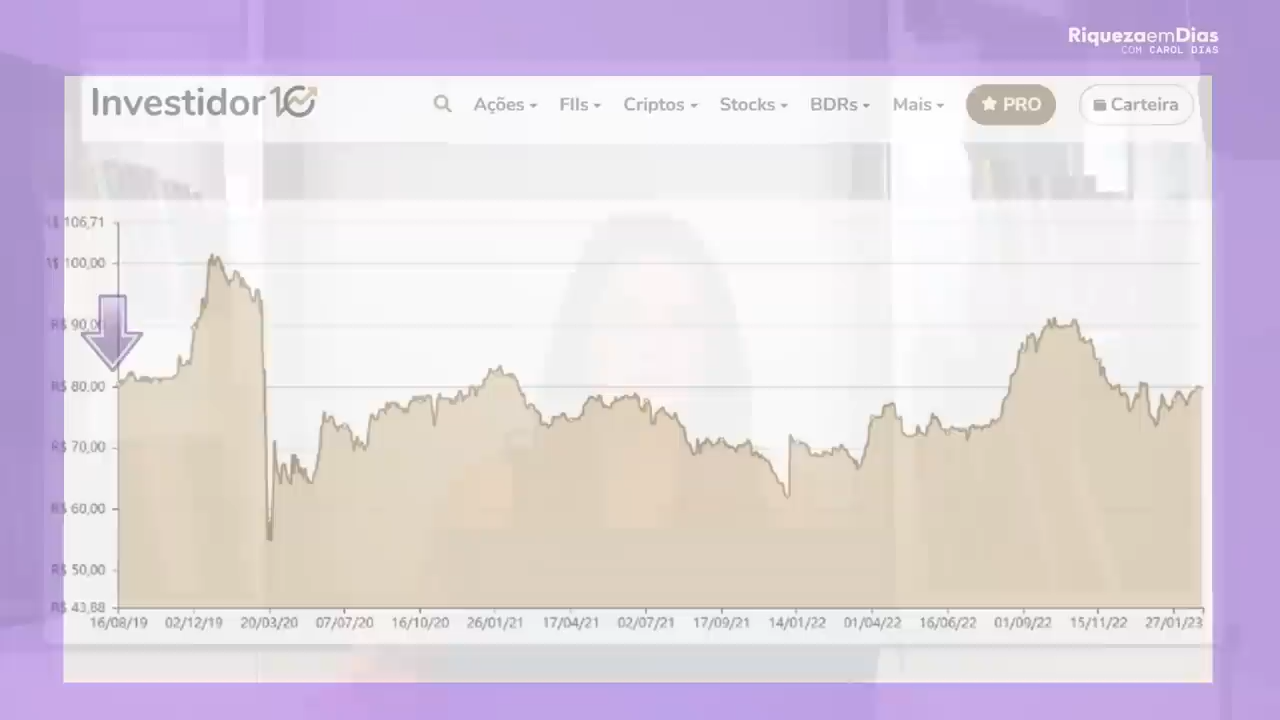 RiquezaemDias
COM CAROL DIAS
Investidor10
Ações FIIs Criptos Stocks BDRs Mais PRO Carteira
R$ 106,71
R$ 100,00
R$ 90,00
R$ 80,00
R$ 70,00
R$ 60,00
R$ 50,00
R$ 43,88
16/08/19 02/12/19 20/03/20 07/07/20 16/10/20 26/01/21 17/04/21 02/07/21 17/09/21 14/01/22 01/04/22 16/06/22 01/09/22 15/11/22 27/01/23